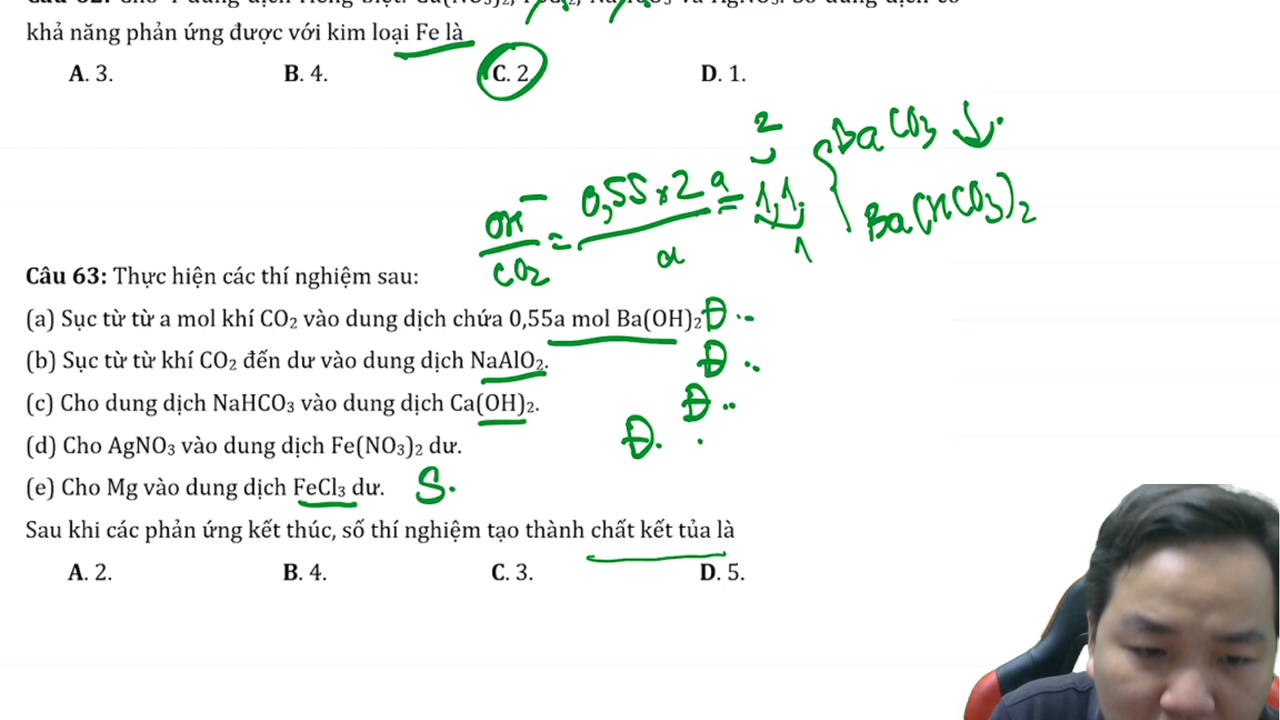 khả năng phản ứng được với kim loại Fe là
A. 3. B. 4. C. 2 D. 1.
2
OH⁻/CO₂ = 0,55 x 2a/a = 1,1.
1
BaCO₃ ↓
Ba(HCO₃)₂
Câu 63: Thực hiện các thí nghiệm sau:
(a) Sục từ từ a mol khí CO₂ vào dung dịch chứa 0,55a mol Ba(OH)₂ Đ
(b) Sục từ từ khí CO₂ đến dư vào dung dịch NaAlO₂. Đ
(c) Cho dung dịch NaHCO₃ vào dung dịch Ca(OH)₂. Đ
(d) Cho AgNO₃ vào dung dịch Fe(NO₃)₂ dư. Đ.
(e) Cho Mg vào dung dịch FeCl₃ dư. S.
Sau khi các phản ứng kết thúc, số thí nghiệm tạo thành chất kết tủa là
A. 2. B. 4. C. 3. D. 5.